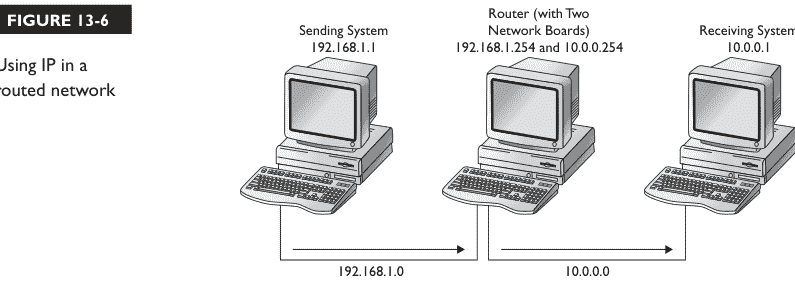 FIGURE 13-6
Using IP in a
routed network
Sending System
192.168.1.1
Router (with Two
Network Boards)
192.168.1.254 and 10.0.0.254
Receiving System
10.0.0.1
192.168.1.0
10.0.0.0